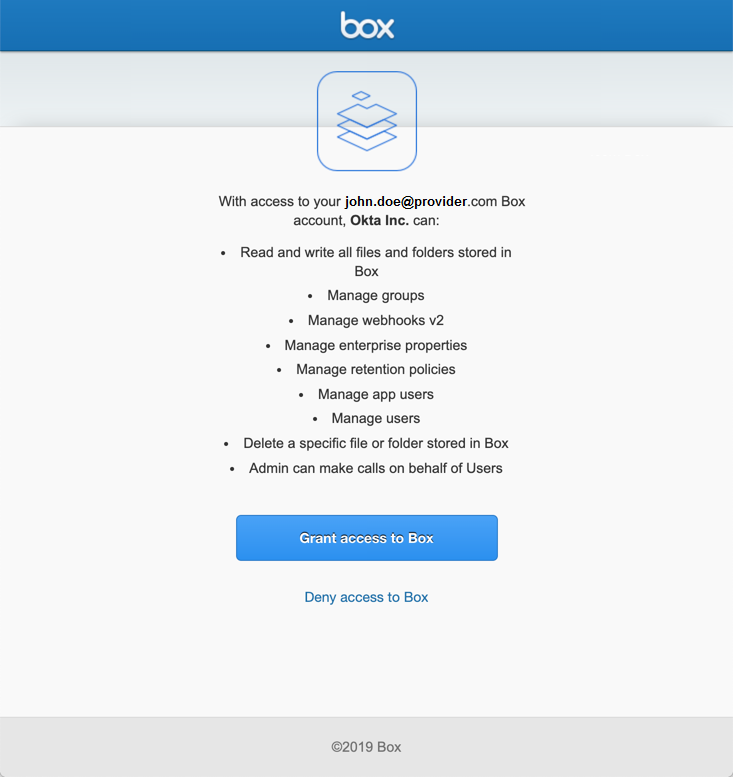 box
With access to your john.doe@provider.com Box
account, Okta Inc. can:
• Read and write all files and folders stored in
Box
• Manage groups
• Manage webhooks v2
• Manage enterprise properties
• Manage retention policies
• Manage app users
• Manage users
• Delete a specific file or folder stored in Box
• Admin can make calls on behalf of Users
Grant access to Box
Deny access to Box
©2019 Box